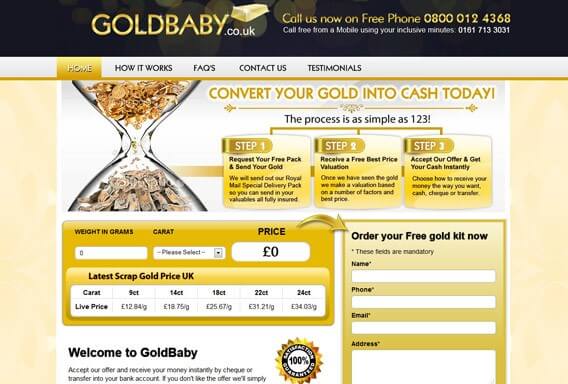 GOLDBABY.co.uk
Call us now on Free Phone 0800 012 4368
Call free from a Mobile using your inclusive minutes: 0161 713 3031
HOME HOW IT WORKS FAQ'S CONTACT US TESTIMONIALS
CONVERT YOUR GOLD INTO CASH TODAY!
The process is as simple as 123!
STEP 1
Request Your Free Pack
& Send Your Gold
We will send out our Royal
Mail Special Delivery Pack
so you can send in your
valuables all fully insured.
STEP 2
Receive a Free Best Price
Valuation
Once we have seen the gold
we make a valuation based
on a number of factors and
best price.
STEP 3
Accept Our Offer & Get
Your Cash Instantly
Choose how to receive your
money the way you want,
cash, cheque or transfer.
WEIGHT IN GRAMS CARAT PRICE
0 -- Please Select -- £0
Latest Scrap Gold Price UK
Carat 9ct 14ct 18ct 22ct 24ct
Live Price £12.84/g £18.75/g £25.67/g £31.21/g £34.03/g
Order your Free gold kit now
* These fields are mandatory
Name*
Phone*
Email*
Address*
Welcome to GoldBaby
Accept our offer and receive your money instantly by cheque or
transfer into your bank account. If you don't like the offer we'll simply
SATISFACTION
100%
GUARANTEE